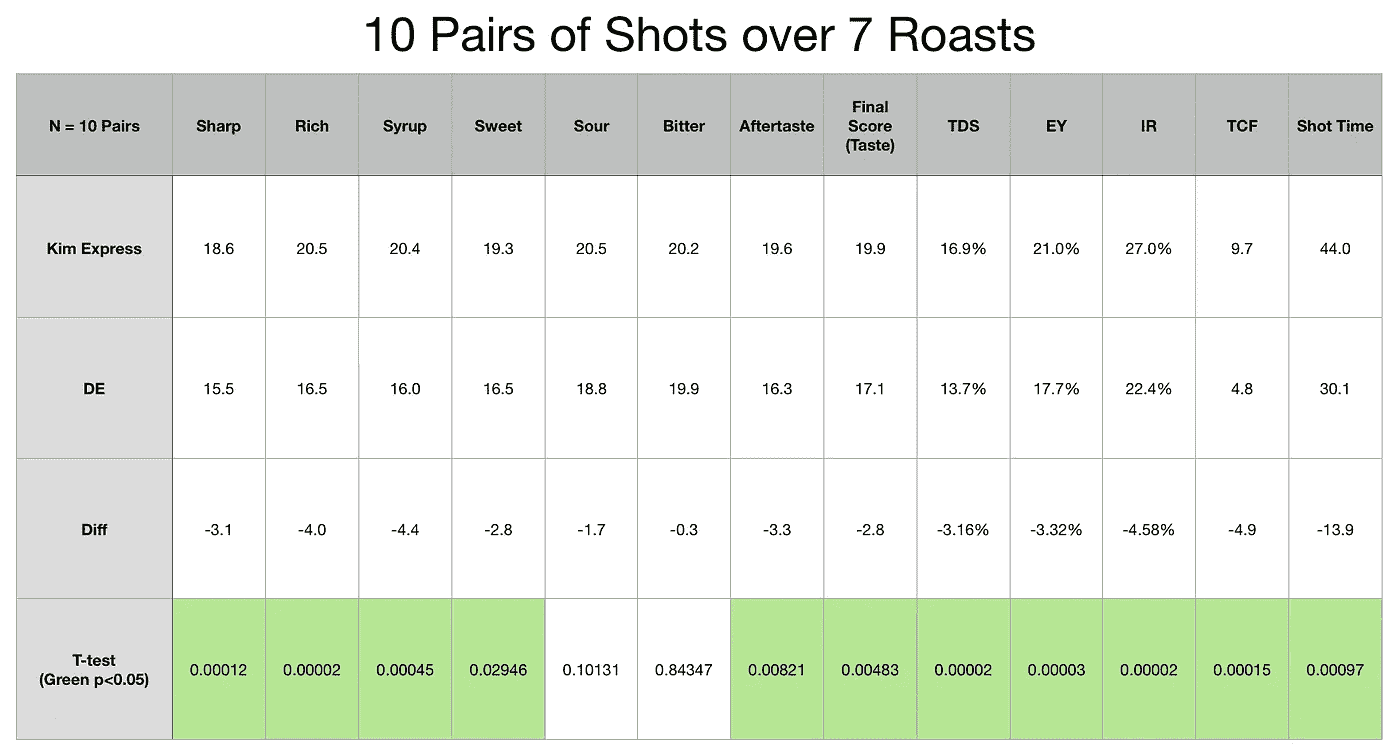 10 Pairs of Shots over 7 Roasts
N = 10 Pairs Sharp Rich Syrup Sweet Sour Bitter Aftertaste Final Score (Taste) TDS EY IR TCF Shot Time
Kim Express 18.6 20.5 20.4 19.3 20.5 20.2 19.6 19.9 16.9% 21.0% 27.0% 9.7 44.0
DE 15.5 16.5 16.0 16.5 18.8 19.9 16.3 17.1 13.7% 17.7% 22.4% 4.8 30.1
Diff -3.1 -4.0 -4.4 -2.8 -1.7 -0.3 -3.3 -2.8 -3.16% -3.32% -4.58% -4.9 -13.9
T-test (Green p<0.05) 0.00012 0.00002 0.00045 0.02946 0.10131 0.84347 0.00821 0.00483 0.00002 0.00003 0.00002 0.00015 0.00097